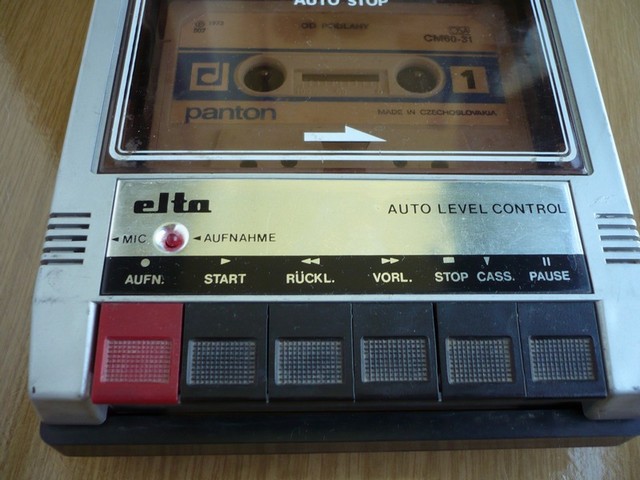 AUTO STOP
1973
CM60-31
1
panton
MADE IN CZECHOSLOVAKIA
elta
AUTO LEVEL CONTROL
MIC
AUFNAHME
AUFN. START RÜCKL. VORL. STOP CASS. PAUSE